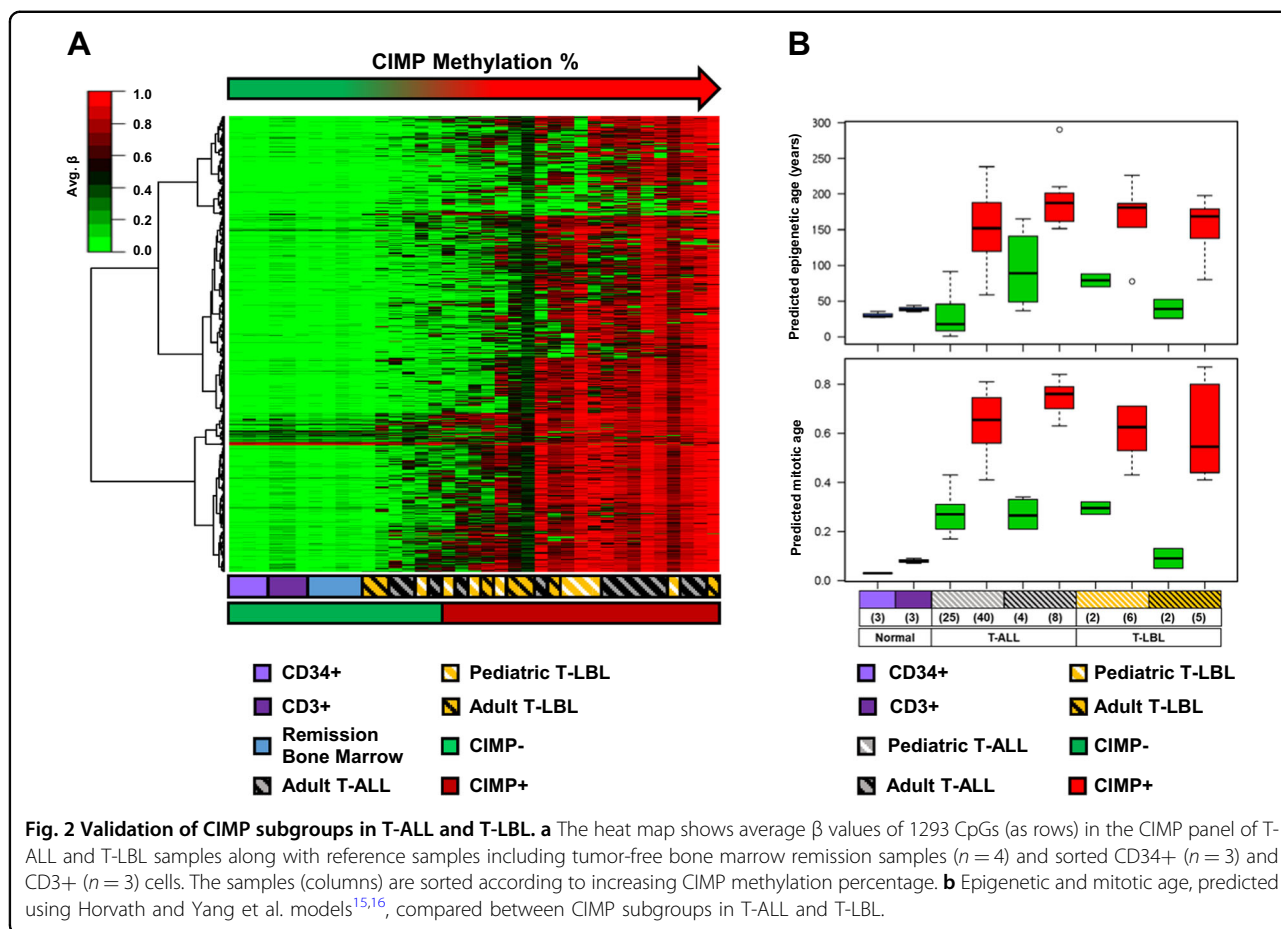 A
CIMP Methylation %
Avg. β
1.0
0.8
0.6
0.4
0.2
0.0
CD34+
CD3+
Remission
Bone Marrow
Adult T-ALL
Pediatric T-LBL
Adult T-LBL
CIMP-
CIMP+
B
Predicted epigenetic age (years)
300
250
200
150
100
50
0
Predicted mitotic age
0.8
0.6
0.4
0.2
0.0
(3) (3) (25) (40) (4) (8) (2) (6) (2) (5)
Normal T-ALL T-LBL
CD34+
CD3+
Pediatric T-ALL
Adult T-ALL
Pediatric T-LBL
Adult T-LBL
CIMP-
CIMP+
Fig. 2 Validation of CIMP subgroups in T-ALL and T-LBL. a The heat map shows average β values of 1293 CpGs (as rows) in the CIMP panel of T-
ALL and T-LBL samples along with reference samples including tumor-free bone marrow remission samples (n = 4) and sorted CD34+ (n = 3) and
CD3+ (n = 3) cells. The samples (columns) are sorted according to increasing CIMP methylation percentage. b Epigenetic and mitotic age, predicted
using Horvath and Yang et al. models15,16, compared between CIMP subgroups in T-ALL and T-LBL.